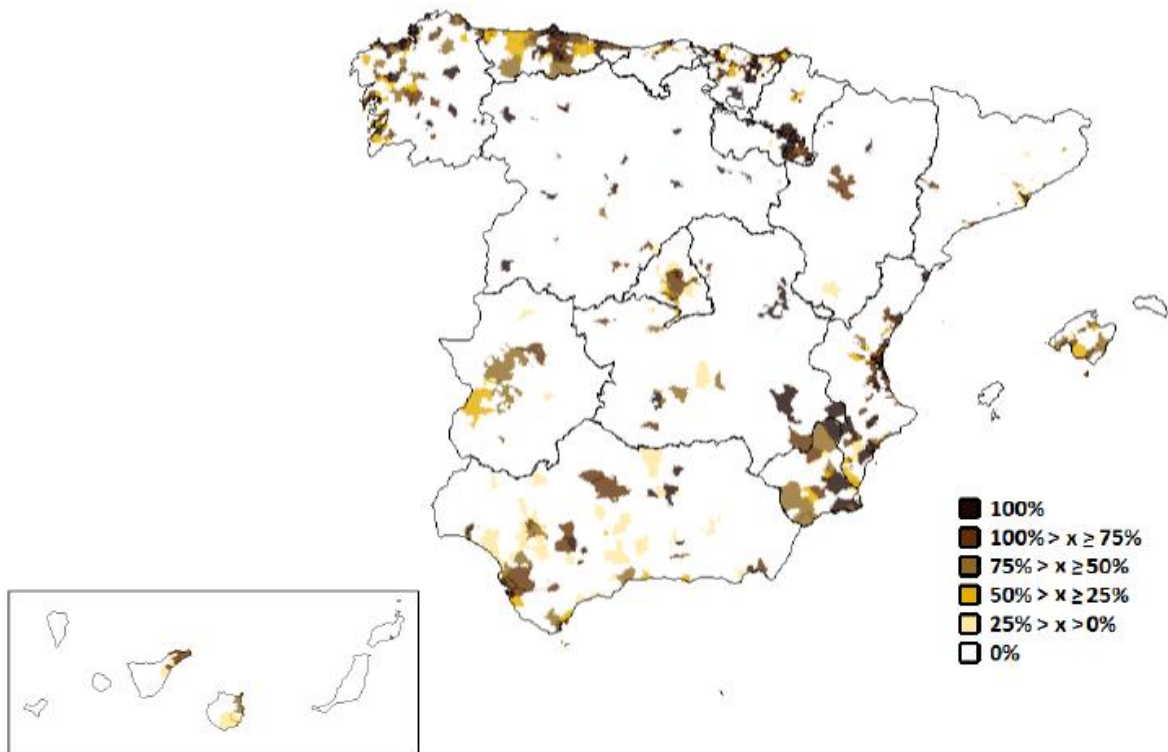 100%
100% > x ≥ 75%
75% > x ≥ 50%
50% > x ≥ 25%
25% > x > 0%
0%